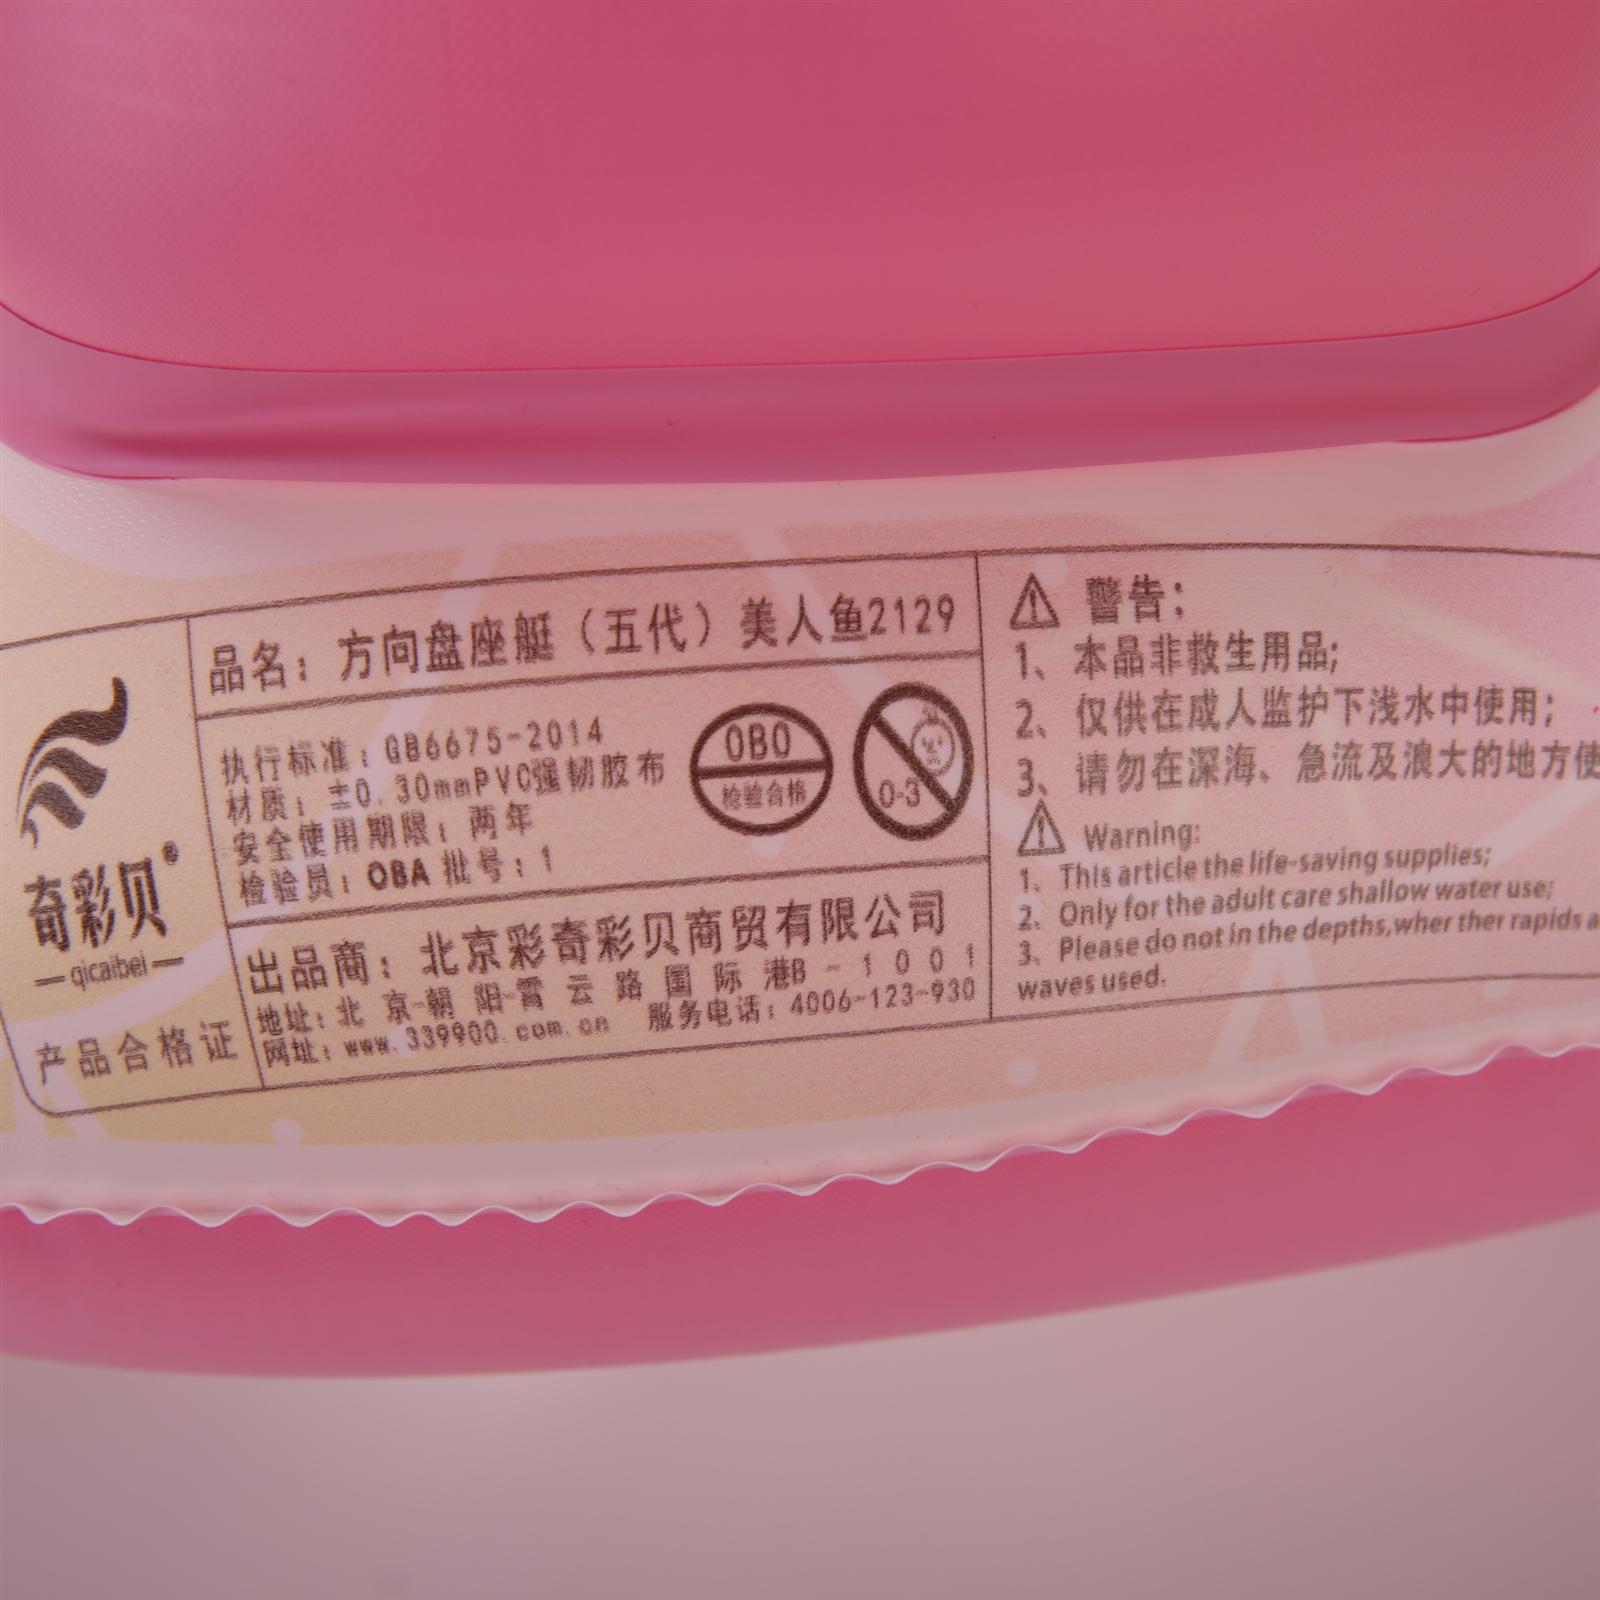 奇彩贝®
qicaibei
产品合格证
品名：方向盘座艇（五代）美人鱼2129
执行标准：GB6675-2014
材质：±0.30mmPVC强韧胶布
安全使用期限：两年
检验员：OBA 批号：1
OBO
检验合格
0-3
出品商：北京彩奇彩贝商贸有限公司
地址：北京-朝阳-霄云路国际港B-1001
网址：www.339900.com.cn 服务电话：4006-123-930
警告：
1、本品非救生用品;
2、仅供在成人监护下浅水中使用;
3、请勿在深海、急流及浪大的地方使
Warning:
1、This article the life-saving supplies;
2、Only for the adult care shallow water use;
3、Please do not in the depths,wher ther rapids a
waves used.